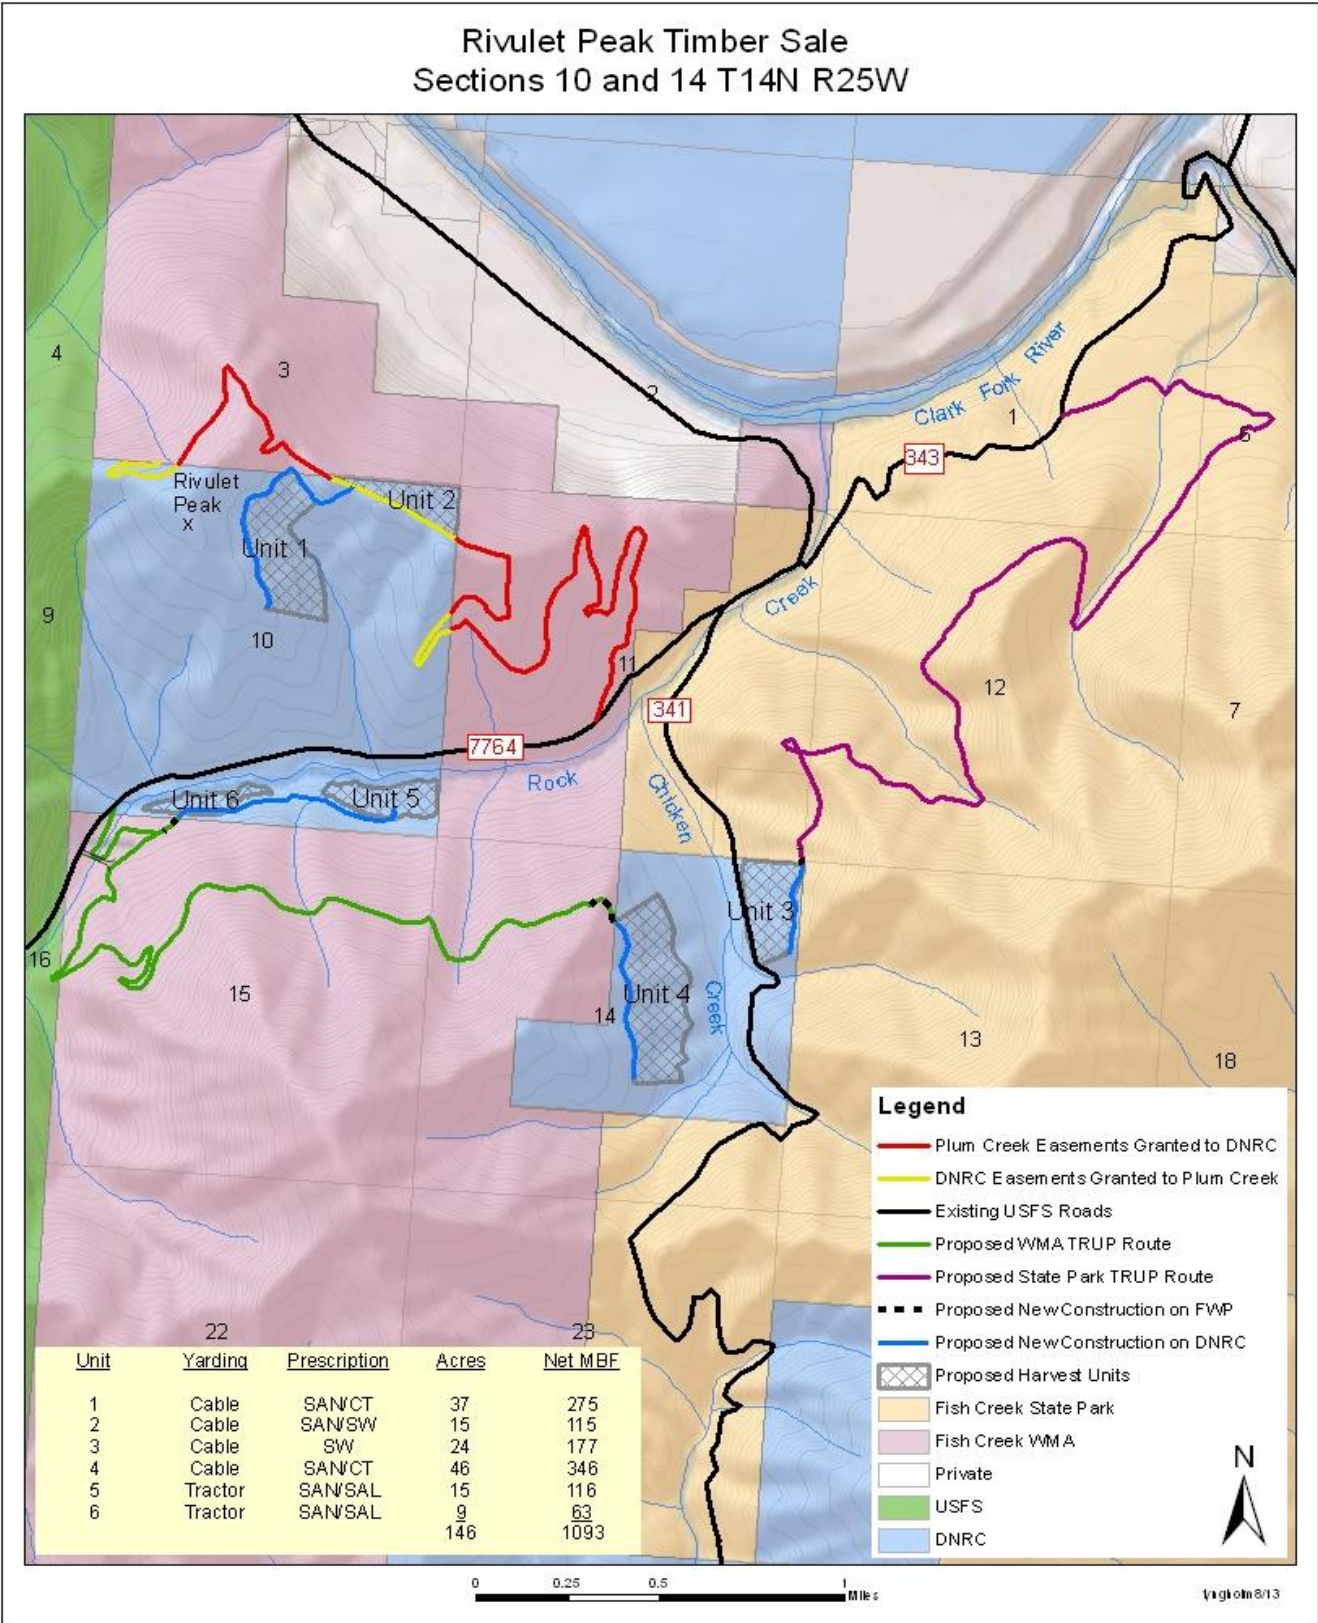 Rivulet Peak Timber Sale
Sections 10 and 14 T14N R25W
4
3
2
1
6
Clark Fork River
343
Rivulet
Peak
x
Unit 2
Unit 1
9
10
11
Creek
12
7
341
7764
Rock
Chicken
Unit 6
Unit 5
Unit 3
16
15
14
Unit 4
Creek
13
18
22
23
Legend
Plum Creek Easements Granted to DNRC
DNRC Easements Granted to Plum Creek
Existing USFS Roads
Proposed WMA TRUP Route
Proposed State Park TRUP Route
Proposed New Construction on FWP
Proposed New Construction on DNRC
Proposed Harvest Units
Fish Creek State Park
Fish Creek WMA
Private
USFS
DNRC
N
Unit Yarding Prescription Acres Net MBF
1 Cable SAN/CT 37 275
2 Cable SAN/SW 15 115
3 Cable SW 24 177
4 Cable SAN/CT 46 346
5 Tractor SAN/SAL 15 116
6 Tractor SAN/SAL 9 63
146 1093
0 0.25 0.5 1
Miles